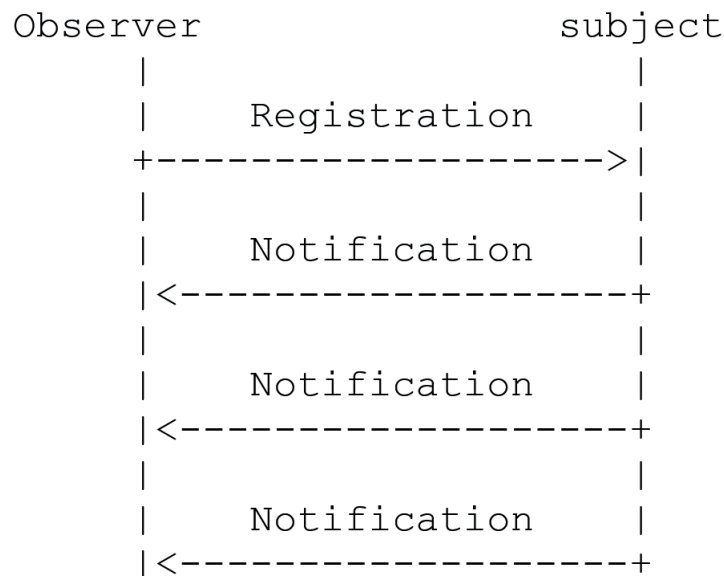 Observer subject
Registration
Notification
Notification
Notification